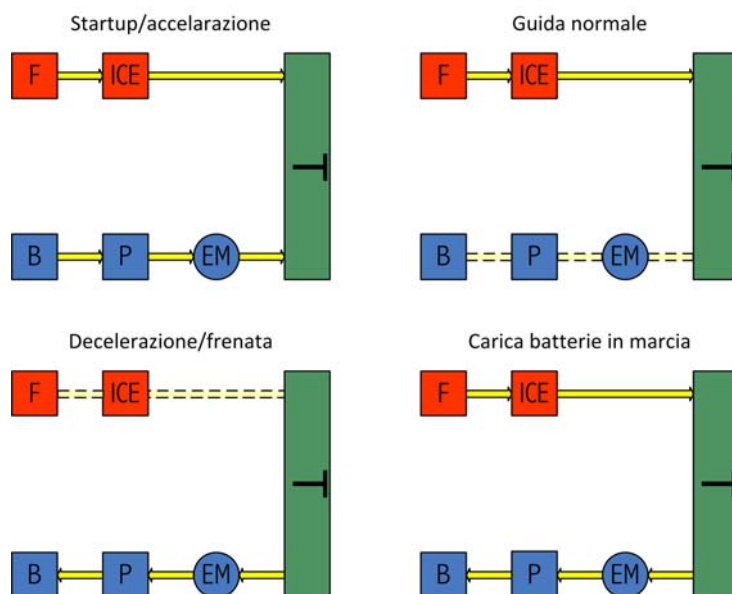 Startup/accelarazione
Guida normale
F ICE
F ICE
B P EM
B P EM
Decelerazione/frenata
Carica batterie in marcia
F ICE
F ICE
B P EM
B P EM